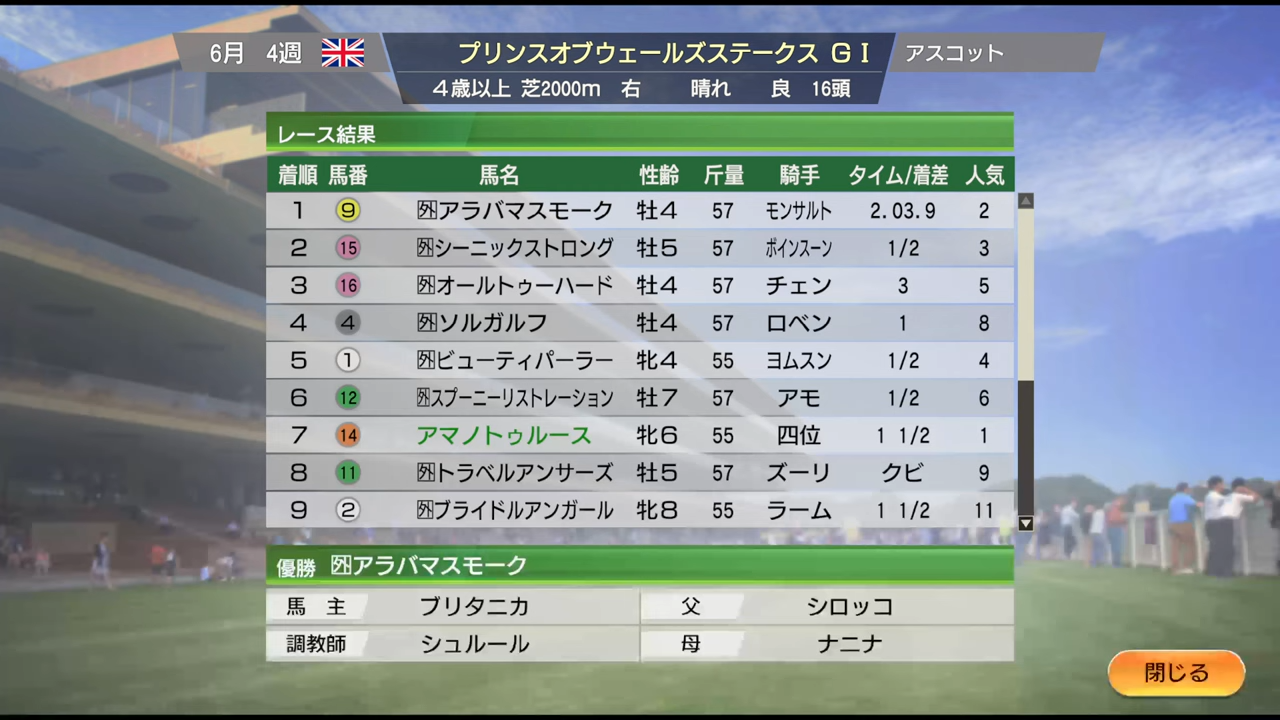 6月 4週 プリンスオブウェールズステークス GⅠ アスコット
4歳以上 芝2000m 右 晴れ 良 16頭
レース結果
着順 馬番 馬名 性齢 斤量 騎手 タイム/着差 人気
1 9 外アラバマスモーク 牡4 57 モンサルト 2.03.9 2
2 15 外シーニックストロング 牡5 57 ボインスーン 1/2 3
3 16 外オールトゥーハード 牡4 57 チェン 3 5
4 4 外ソルガルフ 牡4 57 ロベン 1 8
5 1 外ビューティパーラー 牝4 55 ヨムスン 1/2 4
6 12 外スプーニーリストレーション 牡7 57 アモ 1/2 6
7 14 アマノトゥルース 牝6 55 四位 1 1/2 1
8 11 外トラベルアンサーズ 牡5 57 ズーリ クビ 9
9 2 外ブライドルアンガール 牝8 55 ラーム 1 1/2 11
優勝 外アラバマスモーク
馬 主 ブリタニカ 父 シロッコ
調教師 シュルール 母 ナニナ
閉じる